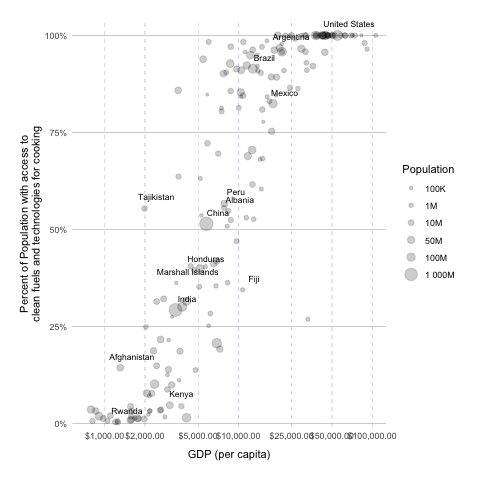 United States
Argentina
Brazil
Mexico
Tajikistan
Peru
Albania
China
Honduras
Marshall Islands
Fiji
India
Afghanistan
Kenya
Rwanda
100%
75%
50%
25%
0%
$1,000.00
$2,000.00
$5,000.00
$10,000.00
$25,000.00
$50,000.00
$100,000.00
GDP (per capita)
Percent of Population with access to
clean fuels and technologies for cooking
Population
100K
1M
10M
50M
100M
1 000M